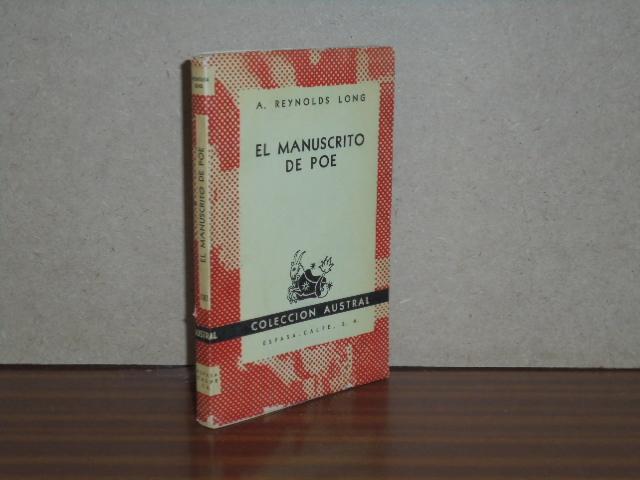 A. REYNOLDS LONG
EL MANUSCRITO
DE POE
COLECCION AUSTRAL
ESPASA-CALPE, S. A.
EL MANUSCRITO DE POE
AUSTRAL